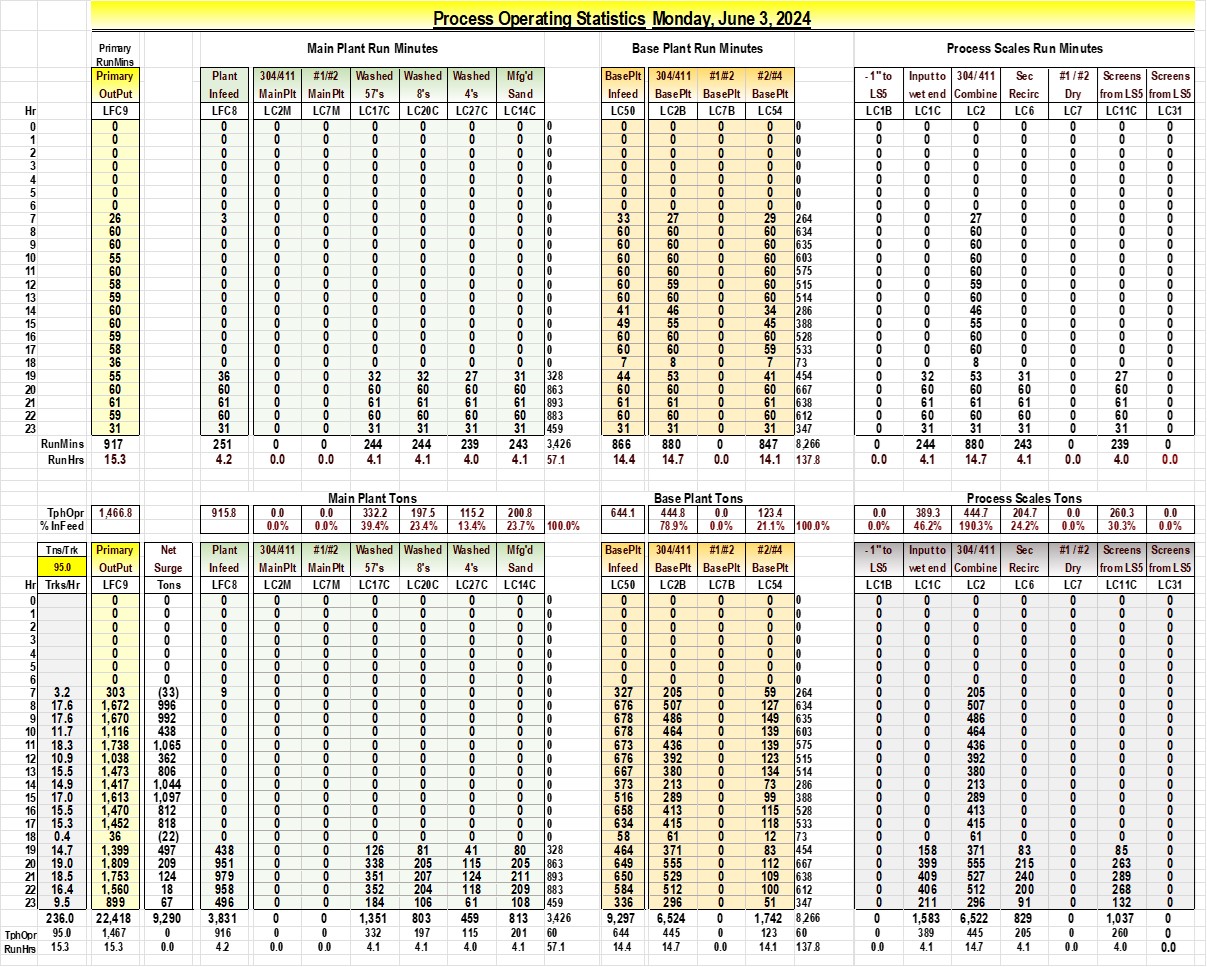 Process Operating Statistics Monday, June 3, 2024
Primary Main Plant Run Minutes Base Plant Run Minutes Process Scales Run Minutes
RunMins
Primary Plant 304/411 #1/#2 Washed Washed Washed Mfg'd BasePlt 304/411 #1/#2 #2/#4 - 1" to Input to 304/ 411 Sec #1 / #2 Screens Screens
OutPut Infeed MainPlt MainPlt 57's 8's 4's Sand Infeed BasePlt BasePlt BasePlt LS5 wet end Combine Recirc Dry from LS5 from LS5
Hr LFC9 LFC8 LC2M LC7M LC17C LC20C LC27C LC14C LC50 LC2B LC7B LC54 LC1B LC1C LC2 LC6 LC7 LC11C LC31
0 0 0 0 0 0 0 0 0 0 0 0 0 0 0 0 0 0 0 0 0 0
1 0 0 0 0 0 0 0 0 0 0 0 0 0 0 0 0 0 0 0 0 0
2 0 0 0 0 0 0 0 0 0 0 0 0 0 0 0 0 0 0 0 0 0
3 0 0 0 0 0 0 0 0 0 0 0 0 0 0 0 0 0 0 0 0 0
4 0 0 0 0 0 0 0 0 0 0 0 0 0 0 0 0 0 0 0 0 0
5 0 0 0 0 0 0 0 0 0 0 0 0 0 0 0 0 0 0 0 0 0
6 0 0 0 0 0 0 0 0 0 0 0 0 0 0 0 0 0 0 0 0 0
7 26 3 0 0 0 0 0 0 0 33 27 0 29 264 0 0 27 0 0 0 0
8 60 0 0 0 0 0 0 0 0 60 60 0 60 634 0 0 60 0 0 0 0
9 60 0 0 0 0 0 0 0 0 60 60 0 60 635 0 0 60 0 0 0 0
10 55 0 0 0 0 0 0 0 0 60 60 0 60 603 0 0 60 0 0 0 0
11 60 0 0 0 0 0 0 0 0 60 60 0 60 575 0 0 60 0 0 0 0
12 58 0 0 0 0 0 0 0 0 60 59 0 60 515 0 0 59 0 0 0 0
13 59 0 0 0 0 0 0 0 0 60 60 0 60 514 0 0 60 0 0 0 0
14 60 0 0 0 0 0 0 0 0 41 46 0 34 286 0 0 46 0 0 0 0
15 60 0 0 0 0 0 0 0 0 49 55 0 45 388 0 0 55 0 0 0 0
16 59 0 0 0 0 0 0 0 0 60 60 0 60 528 0 0 60 0 0 0 0
17 58 0 0 0 0 0 0 0 0 60 60 0 59 533 0 0 60 0 0 0 0
18 36 0 0 0 0 0 0 0 0 7 8 0 7 73 0 0 8 0 0 0 0
19 55 36 0 0 32 32 27 31 328 44 53 0 41 454 0 32 53 31 0 27 0
20 60 60 0 0 60 60 60 60 863 60 60 0 60 667 0 60 60 60 0 60 0
21 61 61 0 0 61 61 61 61 893 61 61 0 61 638 0 61 61 61 0 61 0
22 59 60 0 0 60 60 60 60 883 60 60 0 60 612 0 60 60 60 0 60 0
23 31 31 0 0 31 31 31 31 459 31 31 0 31 347 0 31 31 31 0 31 0
RunMins 917 251 0 0 244 244 239 243 3,426 866 880 0 847 8,266 0 244 880 243 0 239 0
RunHrs 15.3 4.2 0.0 0.0 4.1 4.1 4.0 4.1 57.1 14.4 14.7 0.0 14.1 137.8 0.0 4.1 14.7 4.1 0.0 4.0 0.0
Main Plant Tons Base Plant Tons Process Scales Tons
TphOpr 1,466.8 915.8 0.0 0.0 332.2 197.5 115.2 200.8 644.1 444.8 0.0 123.4 0.0 389.3 444.7 204.7 0.0 260.3 0.0
% InFeed 0.0% 0.0% 39.4% 23.4% 13.4% 23.7% 100.0% 78.9% 0.0% 21.1% 100.0% 0.0% 46.2% 190.3% 24.2% 0.0% 30.3% 0.0%
Tns/Trk Primary Net Plant 304/411 #1/#2 Washed Washed Washed Mfg'd BasePlt 304/411 #1/#2 #2/#4 - 1" to Input to 304/ 411 Sec #1 / #2 Screens Screens
95.0 OutPut Surge Infeed MainPlt MainPlt 57's 8's 4's Sand Infeed BasePlt BasePlt BasePlt LS5 wet end Combine Recirc Dry from LS5 from LS5
Hr Trks/Hr LFC9 Tons LFC8 LC2M LC7M LC17C LC20C LC27C LC14C LC50 LC2B LC7B LC54 LC1B LC1C LC2 LC6 LC7 LC11C LC31
0 0 0 0 0 0 0 0 0 0 0 0 0 0 0 0 0 0 0 0 0 0 0
1 0 0 0 0 0 0 0 0 0 0 0 0 0 0 0 0 0 0 0 0 0 0
2 0 0 0 0 0 0 0 0 0 0 0 0 0 0 0 0 0 0 0 0 0 0
3 0 0 0 0 0 0 0 0 0 0 0 0 0 0 0 0 0 0 0 0 0 0
4 0 0 0 0 0 0 0 0 0 0 0 0 0 0 0 0 0 0 0 0 0 0
5 0 0 0 0 0 0 0 0 0 0 0 0 0 0 0 0 0 0 0 0 0 0
6 0 0 0 0 0 0 0 0 0 0 0 0 0 0 0 0 0 0 0 0 0 0
7 3.2 303 (33) 9 0 0 0 0 0 0 0 327 205 0 59 264 0 0 205 0 0 0 0
8 17.6 1,672 996 0 0 0 0 0 0 0 0 676 507 0 127 634 0 0 507 0 0 0 0
9 17.6 1,670 992 0 0 0 0 0 0 0 0 678 486 0 149 635 0 0 486 0 0 0 0
10 11.7 1,116 438 0 0 0 0 0 0 0 0 678 464 0 139 603 0 0 464 0 0 0 0
11 18.3 1,738 1,065 0 0 0 0 0 0 0 0 673 436 0 139 575 0 0 436 0 0 0 0
12 10.9 1,038 362 0 0 0 0 0 0 0 0 676 392 0 123 515 0 0 392 0 0 0 0
13 15.5 1,473 806 0 0 0 0 0 0 0 0 667 380 0 134 514 0 0 380 0 0 0 0
14 14.9 1,417 1,044 0 0 0 0 0 0 0 0 373 213 0 73 286 0 0 213 0 0 0 0
15 17.0 1,613 1,097 0 0 0 0 0 0 0 0 516 289 0 99 388 0 0 289 0 0 0 0
16 15.5 1,470 812 0 0 0 0 0 0 0 0 658 413 0 115 528 0 0 413 0 0 0 0
17 15.3 1,452 818 0 0 0 0 0 0 0 0 634 415 0 118 533 0 0 415 0 0 0 0
18 0.4 36 (22) 0 0 0 0 0 0 0 0 58 61 0 12 73 0 0 61 0 0 0 0
19 14.7 1,399 497 438 0 0 126 81 41 80 328 464 371 0 83 454 0 158 371 83 0 85 0
20 19.0 1,809 209 951 0 0 338 205 115 205 863 649 555 0 112 667 0 399 555 215 0 263 0
21 18.5 1,753 124 979 0 0 351 207 124 211 893 650 529 0 109 638 0 409 527 240 0 289 0
22 16.4 1,560 18 958 0 0 352 204 118 209 883 584 512 0 100 612 0 406 512 200 0 268 0
23 9.5 899 67 496 0 0 184 106 61 108 459 336 296 0 51 347 0 211 296 91 0 132 0
236.0 22,418 9,290 3,831 0 0 1,351 803 459 813 3,426 9,297 6,524 0 1,742 8,266 0 1,583 6,522 829 0 1,037 0
TphOpr 95.0 1,467 0 916 0 0 332 197 115 201 60 644 445 0 123 60 0 389 445 205 0 260 0
RunHrs 15.3 15.3 0.0 4.2 0.0 0.0 4.1 4.1 4.0 4.1 57.1 14.4 14.7 0.0 14.1 137.8 0.0 4.1 14.7 4.1 0.0 4.0 0.0